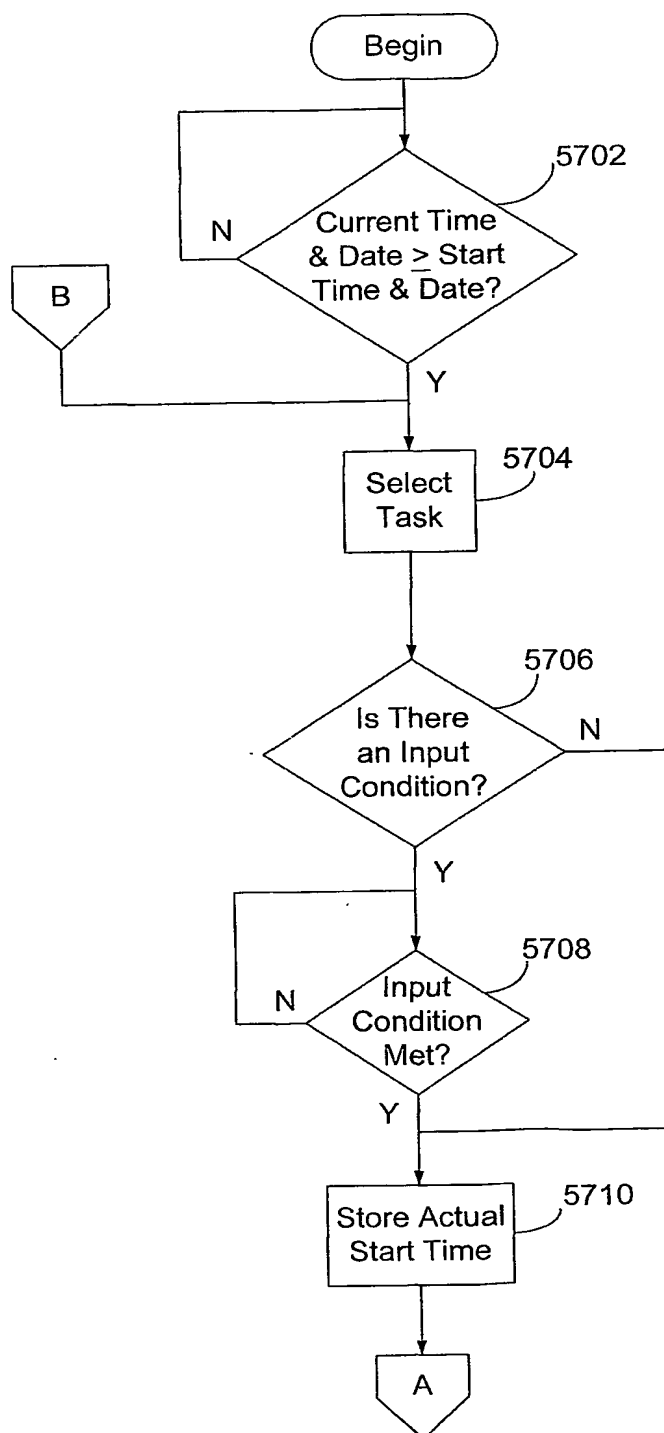 Begin
5702
N
Current Time
& Date ≥ Start
Time & Date?
B
Y
5704
Select
Task
5706
N
Is There
an Input
Condition?
Y
5708
N
Input
Condition
Met?
Y
5710
Store Actual
Start Time
A